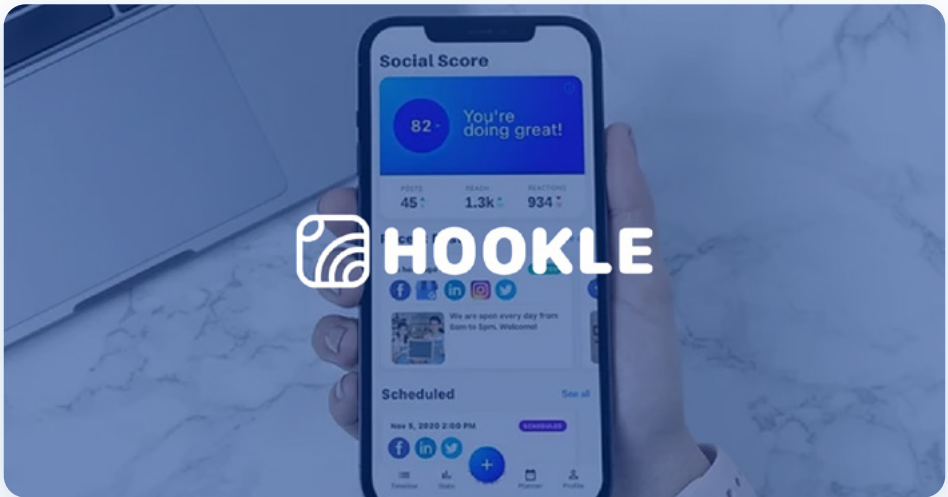 Social Score
82
You're
doing great!
POSTS
REACH
REACTIONS
45
1.3k
934
HOOKLE
We are open every day from
8am to 5pm. Welcome!
Scheduled
See all
Nov 5, 2020 2:00 PM
SCHEDULED
Timeline
Stats
Planner
Profile